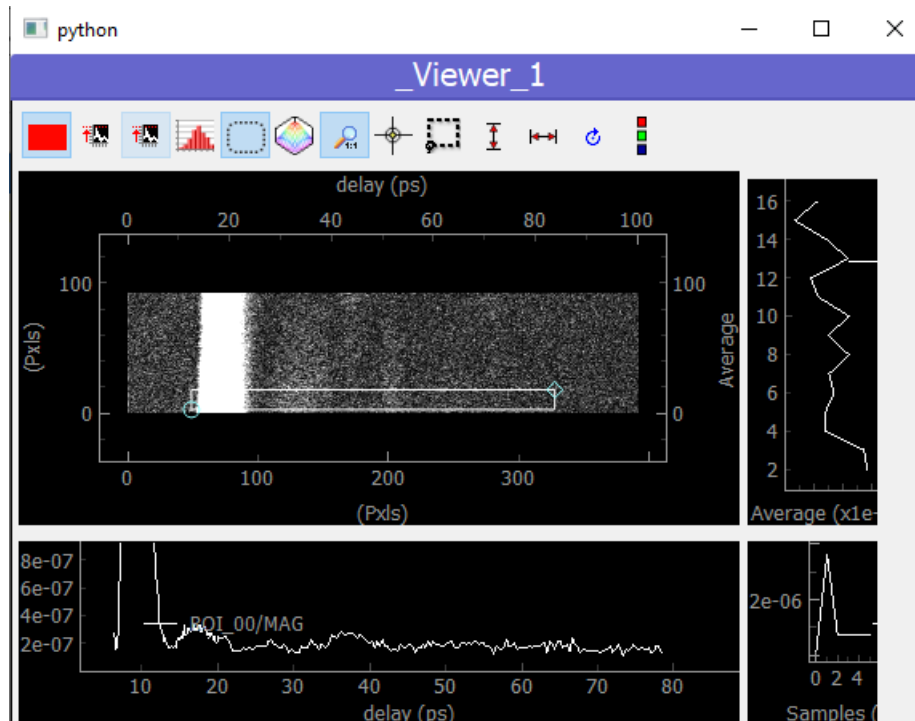 python
_Viewer_1
1:1
delay (ps)
0 20 40 60 80 100
100 100
0 0
(Pxls)
Average
0 100 200 300
(Pxls)
16
14
12
10
8
6
4
2
Average (x1e-
8e-07
6e-07
4e-07
2e-07
ROI_00/MAG
10 20 30 40 50 60 70 80
delay (ps)
2e-06
0 2 4
Samples (